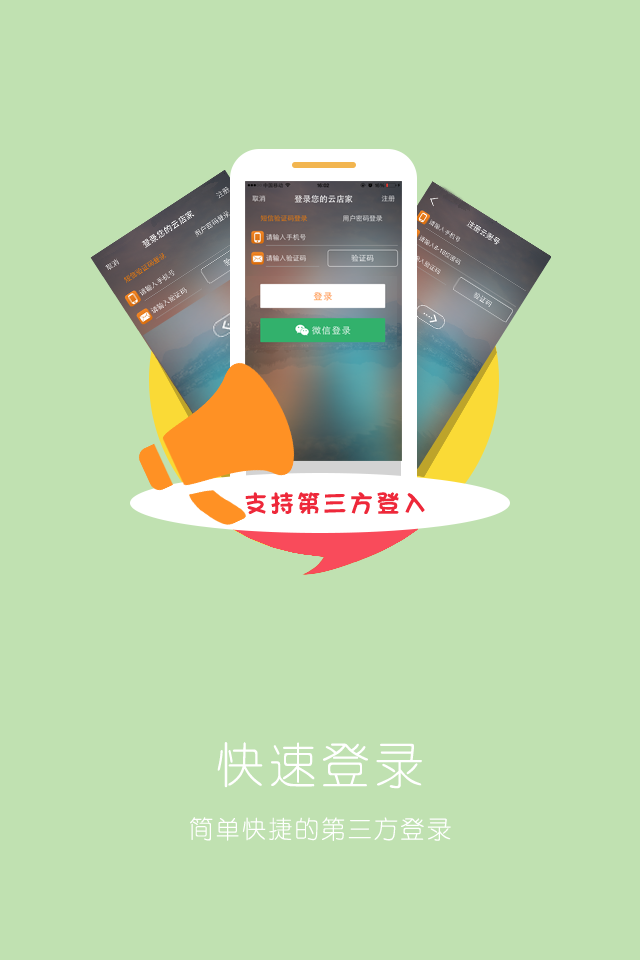 取消 登录您的云店家 注册
短信验证码登录 用户密码登录
请输入手机号
请输入验证码 验证码
登录
微信登录
取消 登录您的云店家 注册
短信验证码登录 用户密码登录
请输入手机号
请输入验证码
注册云账号
请输入手机号
请输入6-16位密码
输入验证码 验证码
支持第三方登入
快速登录
简单快捷的第三方登录